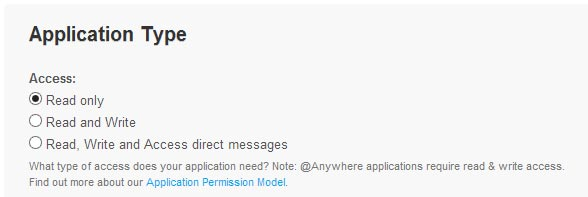 Application Type
Access:
Read only
Read and Write
Read, Write and Access direct messages
What type of access does your application need? Note: @Anywhere applications require read & write access.
Find out more about our Application Permission Model.